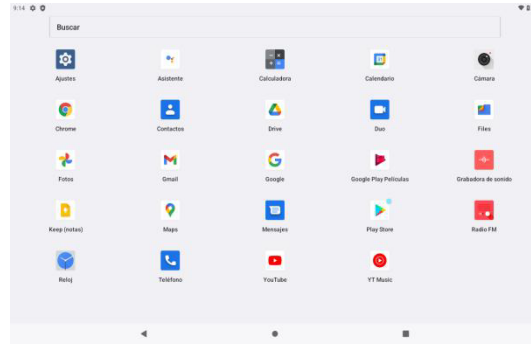 9:14
Buscar
Ajustes
Asistente
Calculadora
Calendario
Cámara
Chrome
Contactos
Drive
Duo
Files
Fotos
Gmail
Google
Google Play Películas
Grabadora de sonido
Keep (notas)
Maps
Mensajes
Play Store
Radio FM
Reloj
Teléfono
YouTube
YT Music